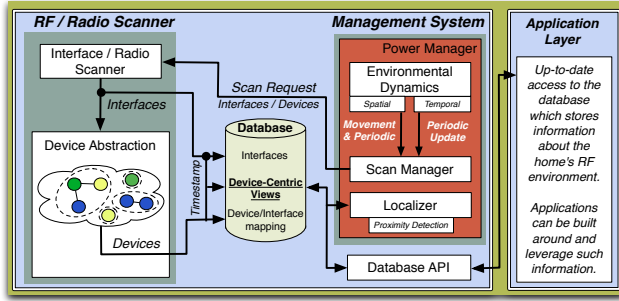 RF / Radio Scanner
Interface / Radio
Scanner
Interfaces
Device Abstraction
Devices
Timestamp
Scan Request
Interfaces / Devices
Database
Interfaces
Device-Centric
Views
Device/Interface
mapping
Management System
Power Manager
Environmental
Dynamics
Spatial
Temporal
Movement
& Periodic
Periodic
Update
Scan Manager
Localizer
Proximity Detection
Database API
Application
Layer
Up-to-date
access to the
database
which stores
information
about the
home's RF
environment.
Applications
can be built
around and
leverage such
information.